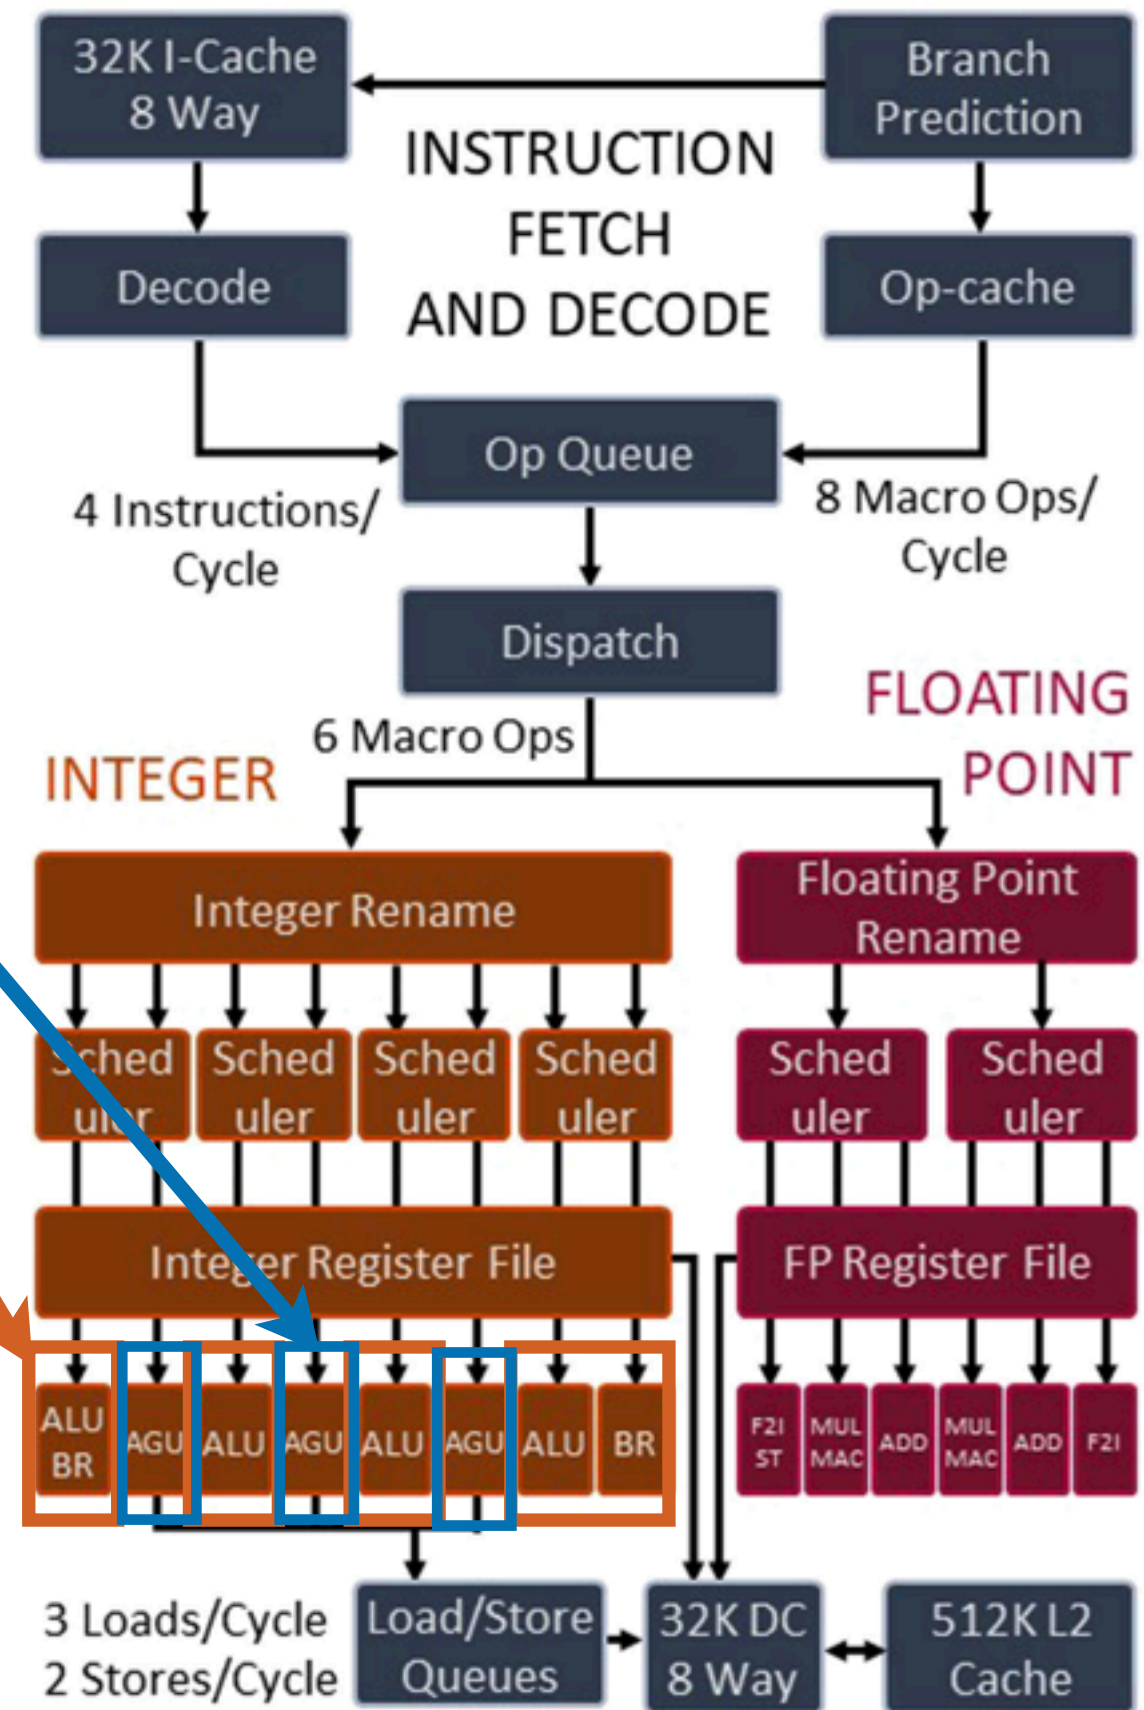 32K I-Cache
8 Way
Branch
Prediction
INSTRUCTION
FETCH
AND DECODE
Decode
Op-cache
Op Queue
4 Instructions/
Cycle
8 Macro Ops/
Cycle
Dispatch
6 Macro Ops
INTEGER
FLOATING
POINT
Integer Rename
Floating Point
Rename
Sched
uler
Sched
uler
Sched
uler
Sched
uler
Sched
uler
Sched
uler
Integer Register File
FP Register File
ALU
BR
AGU
ALU
AGU
ALU
AGU
ALU
BR
F2I
ST
MUL
MAC
ADD
MUL
MAC
ADD
F2I
3 Loads/Cycle
2 Stores/Cycle
Load/Store
Queues
32K DC
8 Way
512K L2
Cache